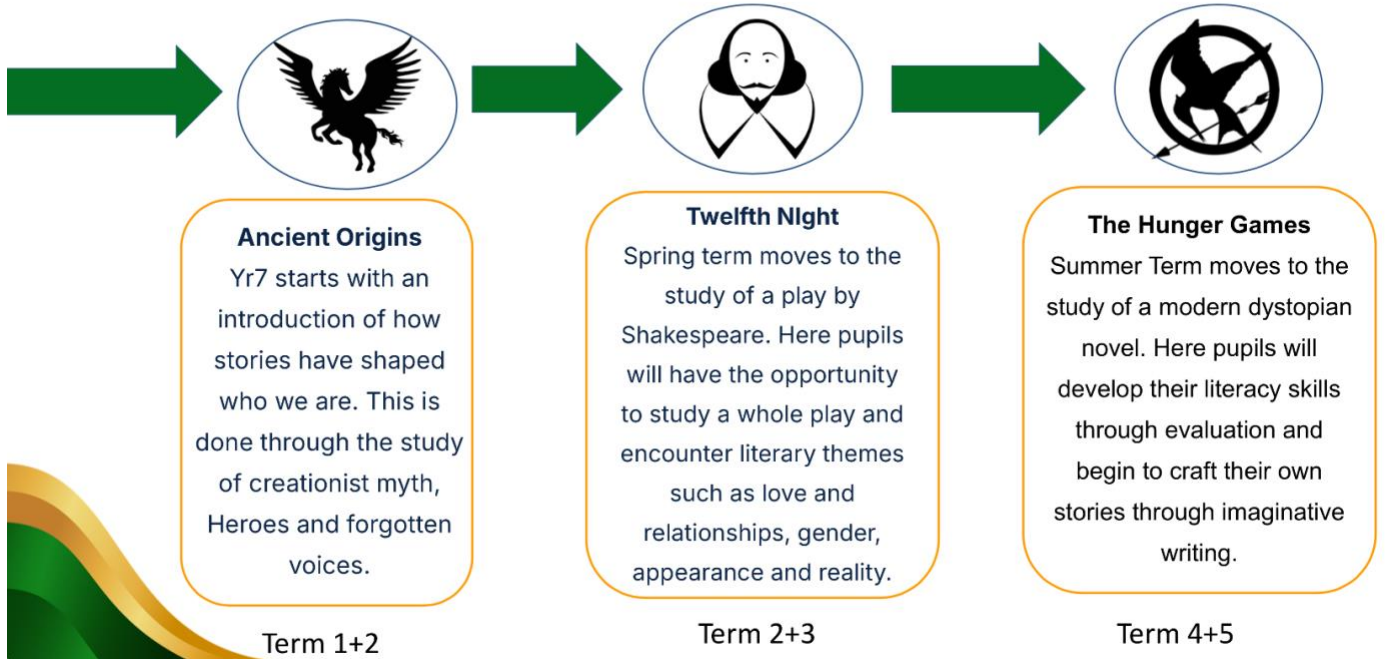 Ancient Origins
Yr7 starts with an
introduction of how
stories have shaped
who we are. This is
done through the study
of creationist myth,
Heroes and forgotten
voices.
Term 1+2
Twelfth NIght
Spring term moves to the
study of a play by
Shakespeare. Here pupils
will have the opportunity
to study a whole play and
encounter literary themes
such as love and
relationships, gender,
appearance and reality.
Term 2+3
The Hunger Games
Summer Term moves to the
study of a modern dystopian
novel. Here pupils will
develop their literacy skills
through evaluation and
begin to craft their own
stories through imaginative
writing.
Term 4+5